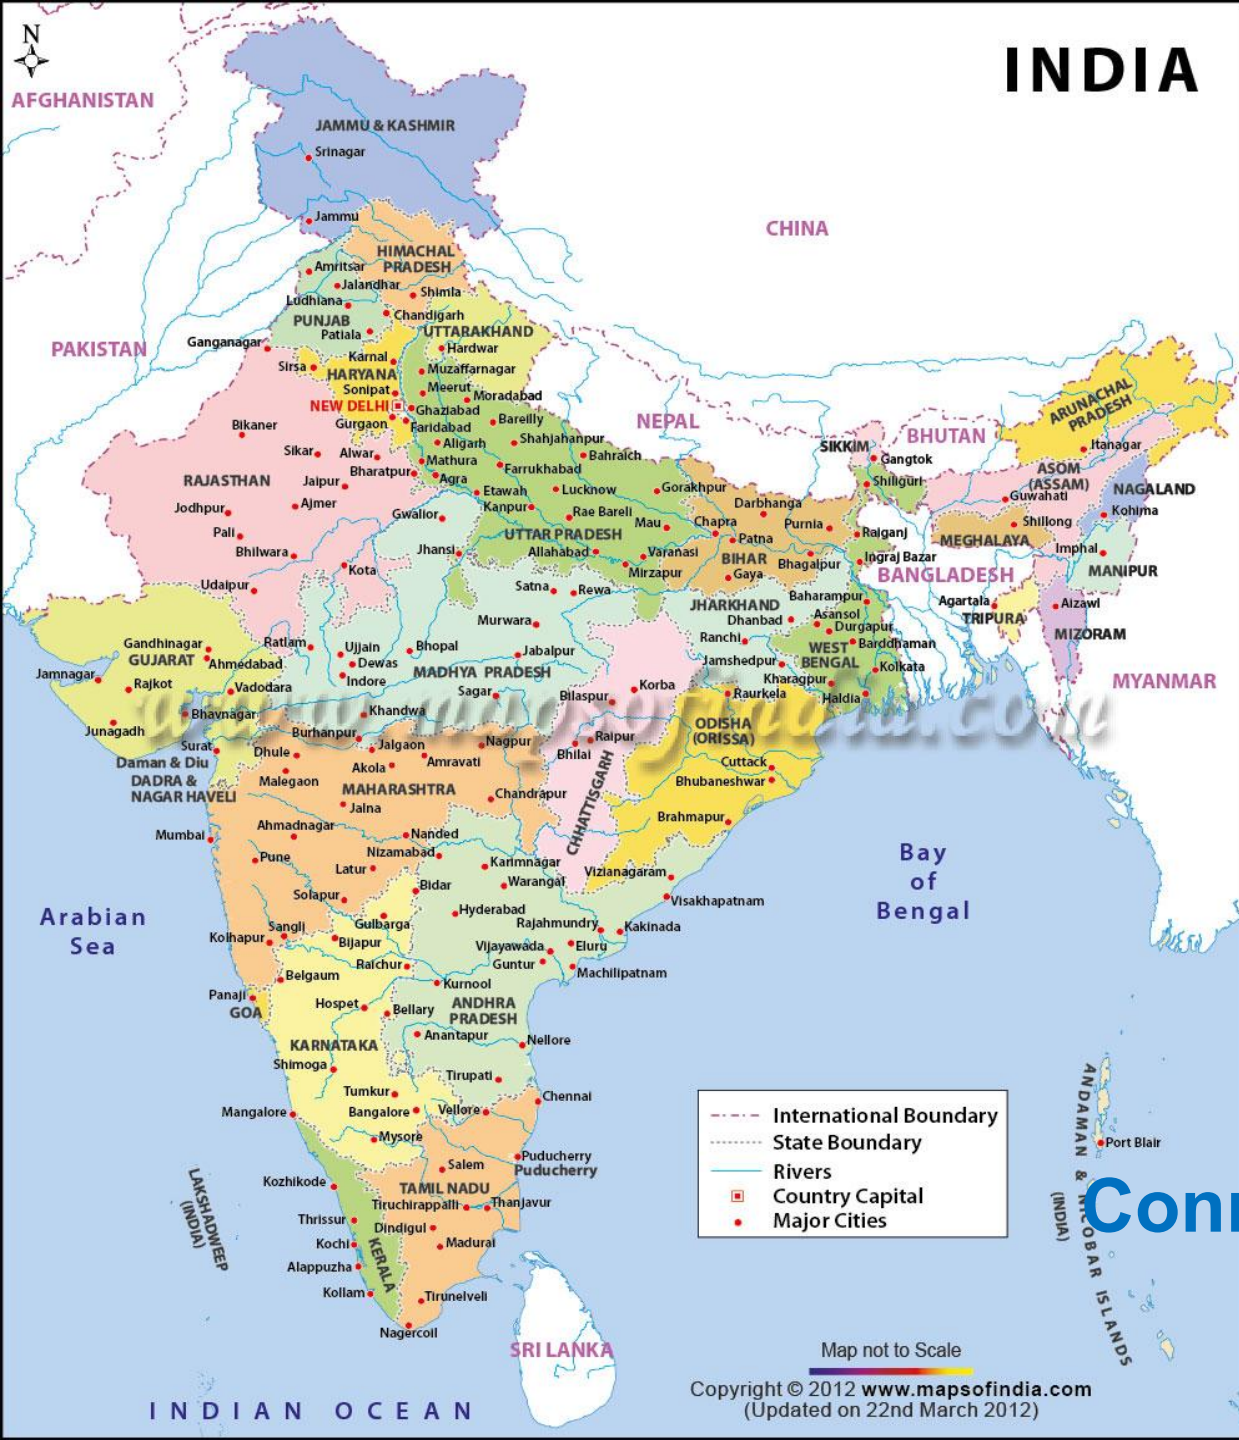 N
INDIA
AFGHANISTAN
JAMMU & KASHMIR
Srinagar
Jammu
CHINA
HIMACHAL
PRADESH
Amritsar
Jalandhar
Shimla
Ludhiana
Chandigarh
PUNJAB
Patiala
UTTARAKHAND
Hardwar
PAKISTAN
Ganganagar
Karnal
Sirsa
HARYANA
Muzaffarnagar
Sonipat
Meerut
Moradabad
NEW DELHI
Ghaziabad
Gurgaon
Faridabad
Bareilly
NEPAL
ARUNACHAL
PRADESH
Bikaner
Aligarh
Shahjahanpur
SIKKIM
BHUTAN
Itanagar
Sikar
Alwar
Mathura
Bahraich
Gangtok
Bharatpur
Farrukhabad
RAJASTHAN
Jaipur
Agra
Shiliguri
ASOM
(ASSAM)
NAGALAND
Etawah
Lucknow
Gorakhpur
Guwahati
Jodhpur
Ajmer
Kanpur
Darbhanga
Kohima
Gwalior
Rae Bareli
Mau
Chapra
Purnia
Shillong
Pali
UTTAR PRADESH
Patna
Raiganj
MEGHALAYA
Bhilwara
Jhansi
Allahabad
Varanasi
BIHAR
Bhagalpur
Ingraj Bazar
Imphal
Kota
Mirzapur
Gaya
BANGLADESH
MANIPUR
Udaipur
Satna
Rewa
Baharampur
Agartala
Aizawl
JHARKHAND
Asansol
TRIPURA
Murwara
Dhanbad
Durgapur
MIZORAM
Gandhinagar
Ratlam
Ujjain
Bhopal
Ranchi
WEST
BENGAL
Barddhaman
GUJARAT
Ahmedabad
Dewas
Jabalpur
Jamshedpur
Kolkata
Jamnagar
Rajkot
Vadodara
Indore
MADHYA PRADESH
Kharagpur
MYANMAR
Sagar
Bilaspur
Korba
Raurkela
Haldia
www.mapsofindia.com
Bhavnagar
Khandwa
Junagadh
Burhanpur
ODISHA
(ORISSA)
Surat
Dhule
Jalgaon
Nagpur
Raipur
Bhilai
Daman & Diu
Akola
Amravati
Cuttack
DADRA &
NAGAR HAVELI
Malegaon
Bhubaneshwar
MAHARASHTRA
Chandrapur
CHHATTISGARH
Jalna
Mumbai
Ahmadnagar
Nanded
Brahmapur
Pune
Nizamabad
Karimnagar
Bay
of
Bengal
Latur
Vizianagaram
Bidar
Warangal
Solapur
Visakhapatnam
Arabian
Sea
Gulbarga
Hyderabad
Sangli
Rajahmundry
Kakinada
Kolhapur
Bijapur
Vijayawada
Eluru
Raichur
Guntur
Machilipatnam
Belgaum
Kurnool
Panaji
GOA
Hospet
Bellary
ANDHRA
PRADESH
Anantapur
Nellore
KARNATAKA
Shimoga
Tirupati
Tumkur
Chennai
Mangalore
Bangalore
Vellore
International Boundary
Mysore
State Boundary
Port Blair
Puducherry
Puducherry
Salem
Rivers
Kozhikode
TAMIL NADU
Country Capital
Tiruchirappalli
Thanjavur
Thrissur
Dindigul
Major Cities
LAKSHADWEEP
(INDIA)
Kochi
KERALA
Madurai
ANDAMAN & NICOBAR ISLANDS
(INDIA)
Alappuzha
Kollam
Tirunelveli
Nagercoil
SRI LANKA
Map not to Scale
INDIAN OCEAN
Copyright © 2012 www.mapsofindia.com
(Updated on 22nd March 2012)